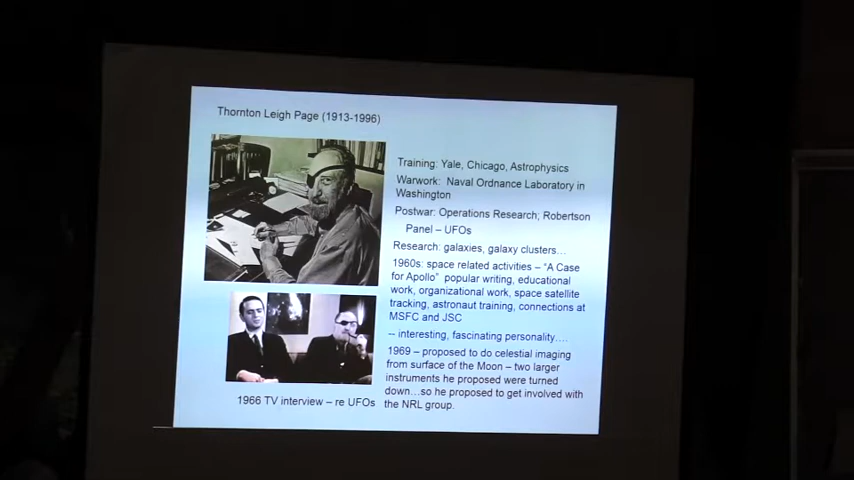 Thornton Leigh Page (1913-1996)
Training: Yale, Chicago, Astrophysics
Warwork: Naval Ordnance Laboratory in
Washington
Postwar: Operations Research; Robertson
Panel – UFOs
Research: galaxies, galaxy clusters…
1960s: space related activities – “A Case
for Apollo” popular writing, educational
work, organizational work, space satellite
tracking, astronaut training, connections at
MSFC and JSC
-- interesting, fascinating personality….
1969 – proposed to do celestial imaging
from surface of the Moon – two larger
instruments he proposed were turned
down…so he proposed to get involved with
the NRL group.
1966 TV interview – re UFOs